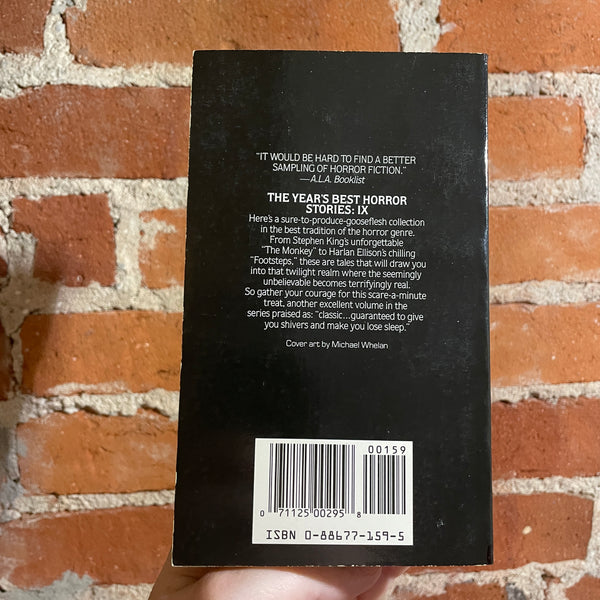 "IT WOULD BE HARD TO FIND A BETTER
SAMPLING OF HORROR FICTION."
—A.L.A. Booklist
THE YEAR'S BEST HORROR
STORIES: IX
Here's a sure-to-produce-gooseflesh collection
in the best tradition of the horror genre.
From Stephen King's unforgettable
"The Monkey" to Harlan Ellison's chilling
"Footsteps," these are tales that will draw you
into that twilight realm where the seemingly
unbelievable becomes terrifyingly real.
So gather your courage for this scare-a-minute
treat, another excellent volume in the
series praised as: "classic...guaranteed to give
you shivers and make you lose sleep."
Cover art by Michael Whelan
00159
0 71125 00295 8
ISBN 0-88677-159-5